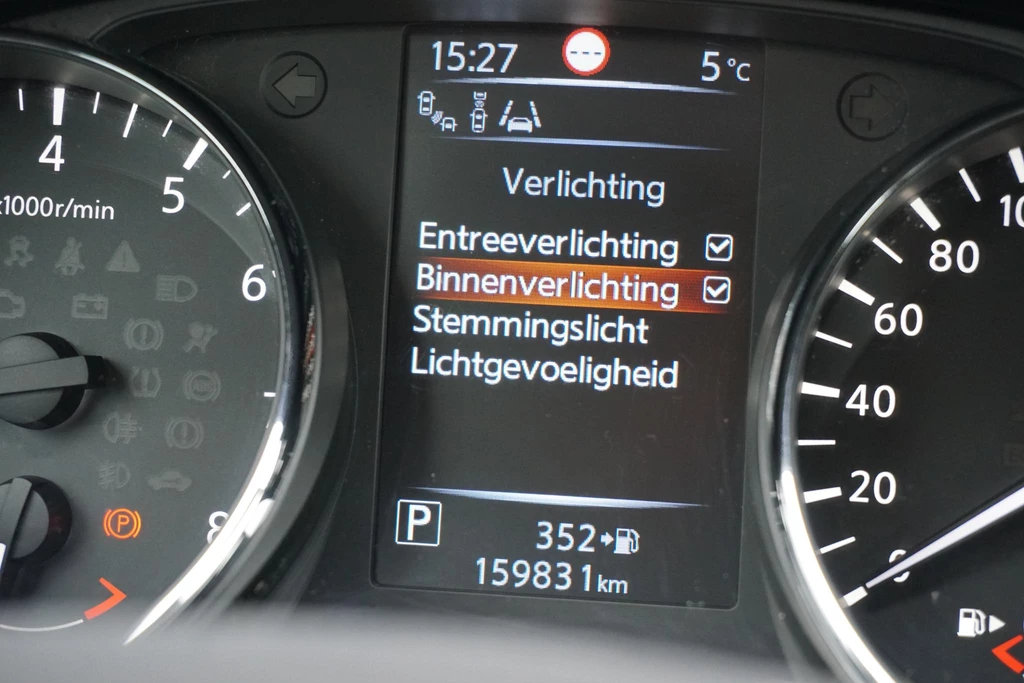 15:27 --- 5°C
Verlichting
Entreeverlichting
Binnenverlichting
Stemmingslicht
Lichtgevoeligheid
P 352
159831 km
4
5
x1000r/min
6
8
P
80
60
40
20
0